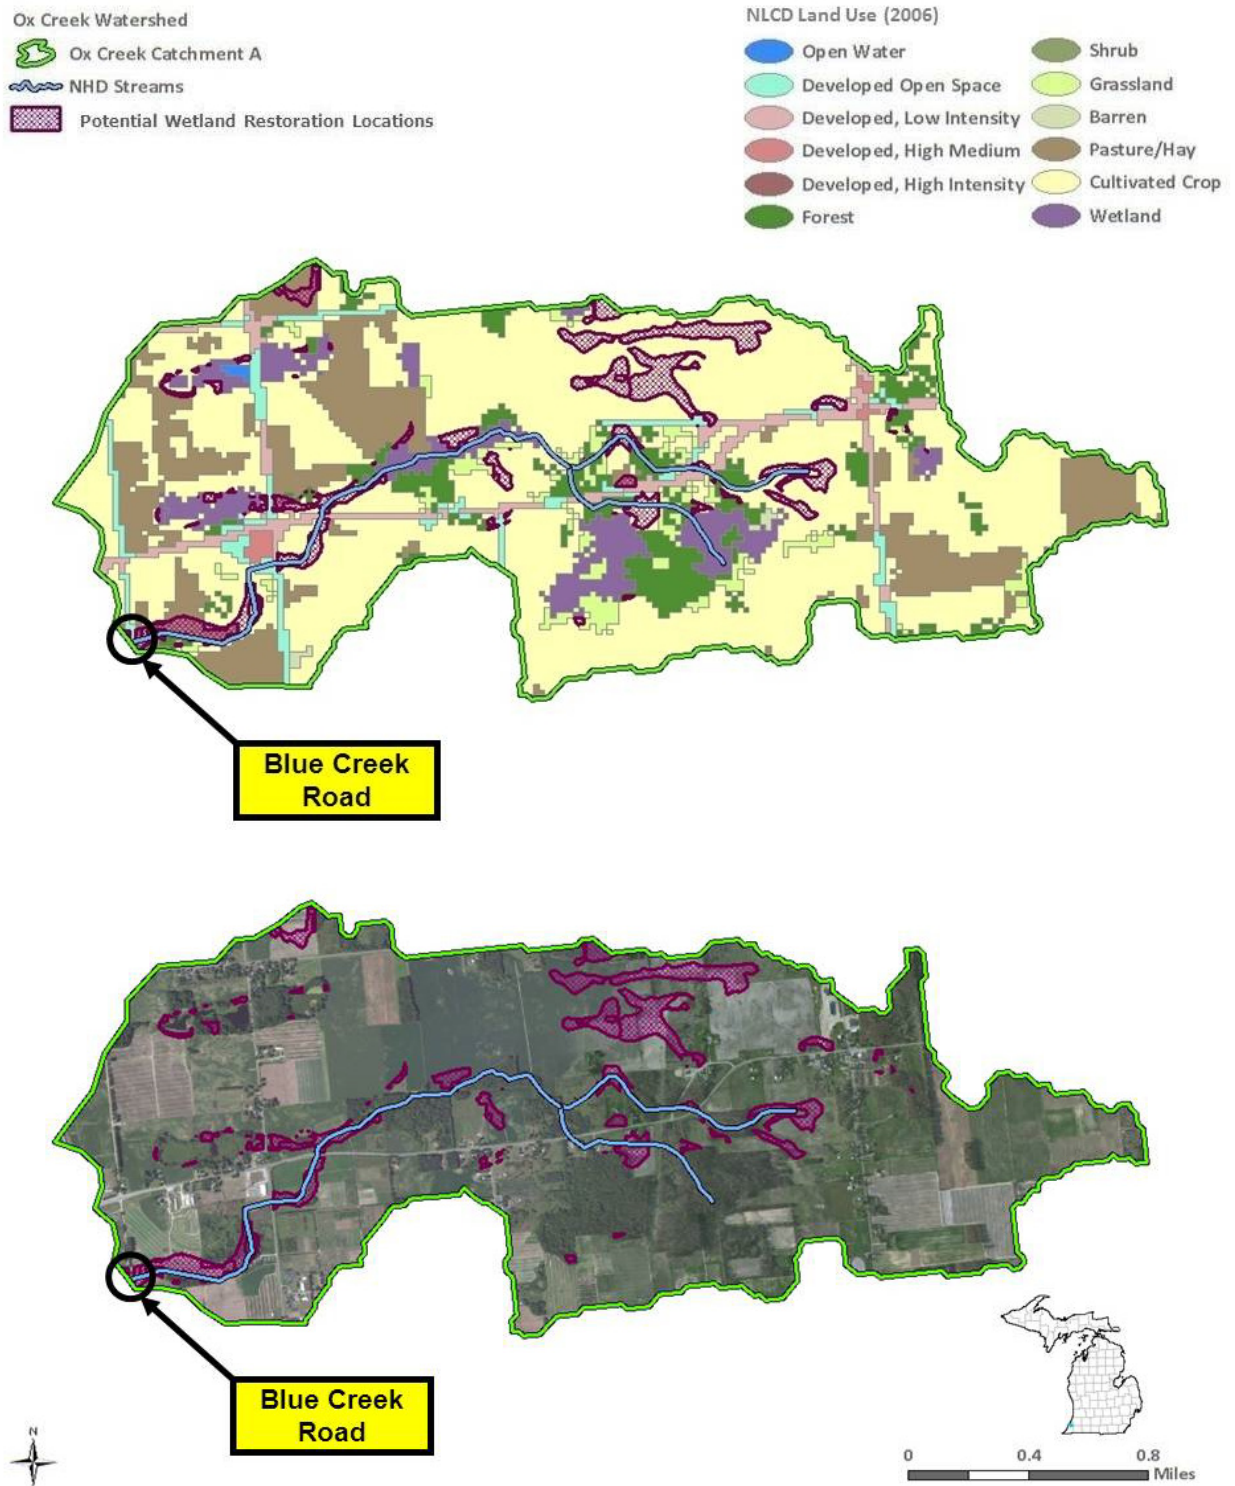 Ox Creek Watershed
Ox Creek Catchment A
NHD Streams
Potential Wetland Restoration Locations
NLCD Land Use (2006)
Open Water
Developed Open Space
Developed, Low Intensity
Developed, High Medium
Developed, High Intensity
Forest
Shrub
Grassland
Barren
Pasture/Hay
Cultivated Crop
Wetland
Blue Creek
Road
Blue Creek
Road
N
0 0.4 0.8
Miles